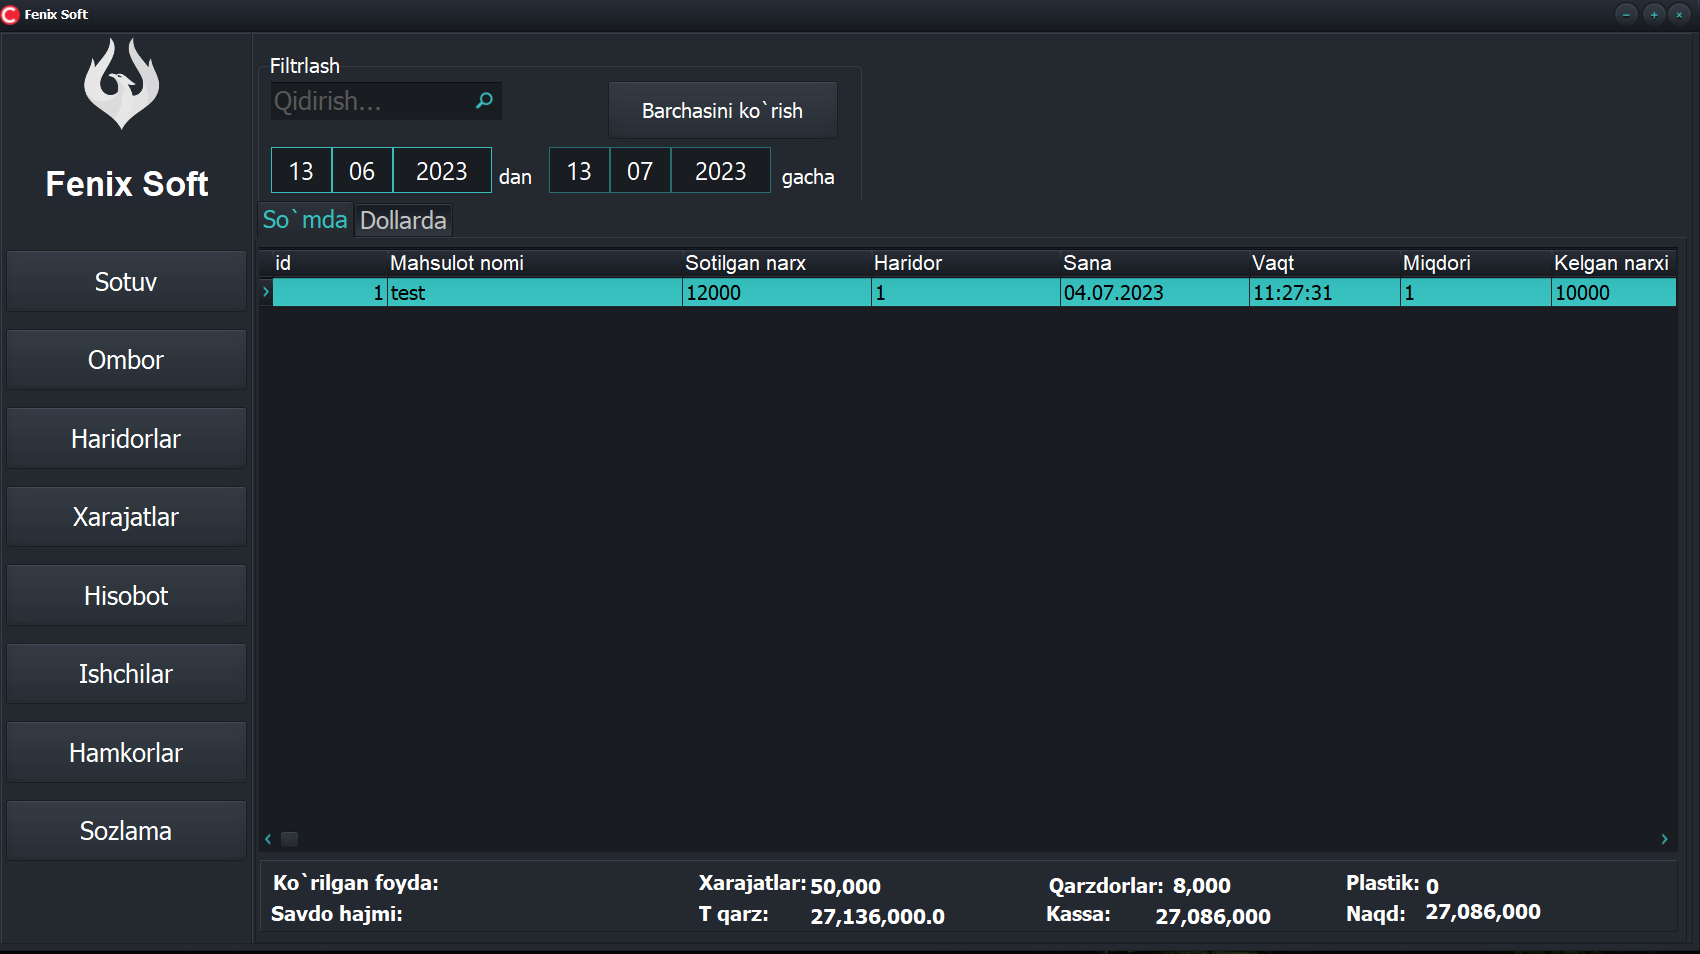 Fenix Soft
Fenix Soft
Sotuv
Ombor
Haridorlar
Xarajatlar
Hisobot
Ishchilar
Hamkorlar
Sozlama
Filtrlash
Qidirish...
Barchasini ko`rish
13 06 2023 dan 13 07 2023 gacha
So`mda Dollarda
id Mahsulot nomi Sotilgan narx Haridor Sana Vaqt Miqdori Kelgan narxi
1 test 12000 1 04.07.2023 11:27:31 1 10000
Ko`rilgan foyda: Xarajatlar: 50,000 Qarzdorlar: 8,000 Plastik: 0
Savdo hajmi: T qarz: 27,136,000.0 Kassa: 27,086,000 Naqd: 27,086,000